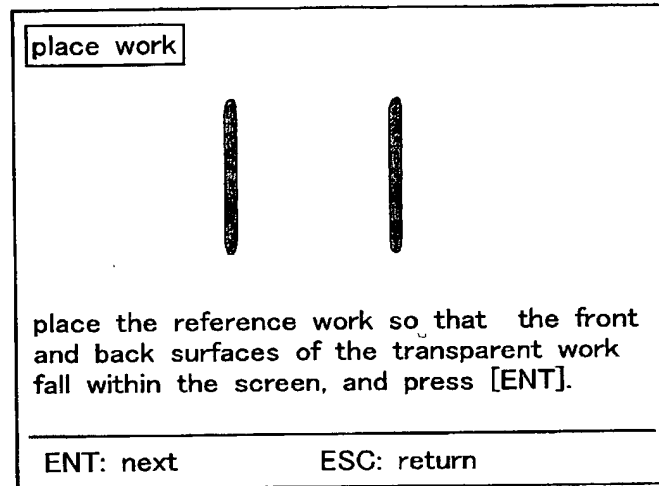 place work
place the reference work so that the front
and back surfaces of the transparent work
fall within the screen, and press [ENT].
ENT: next ESC: return